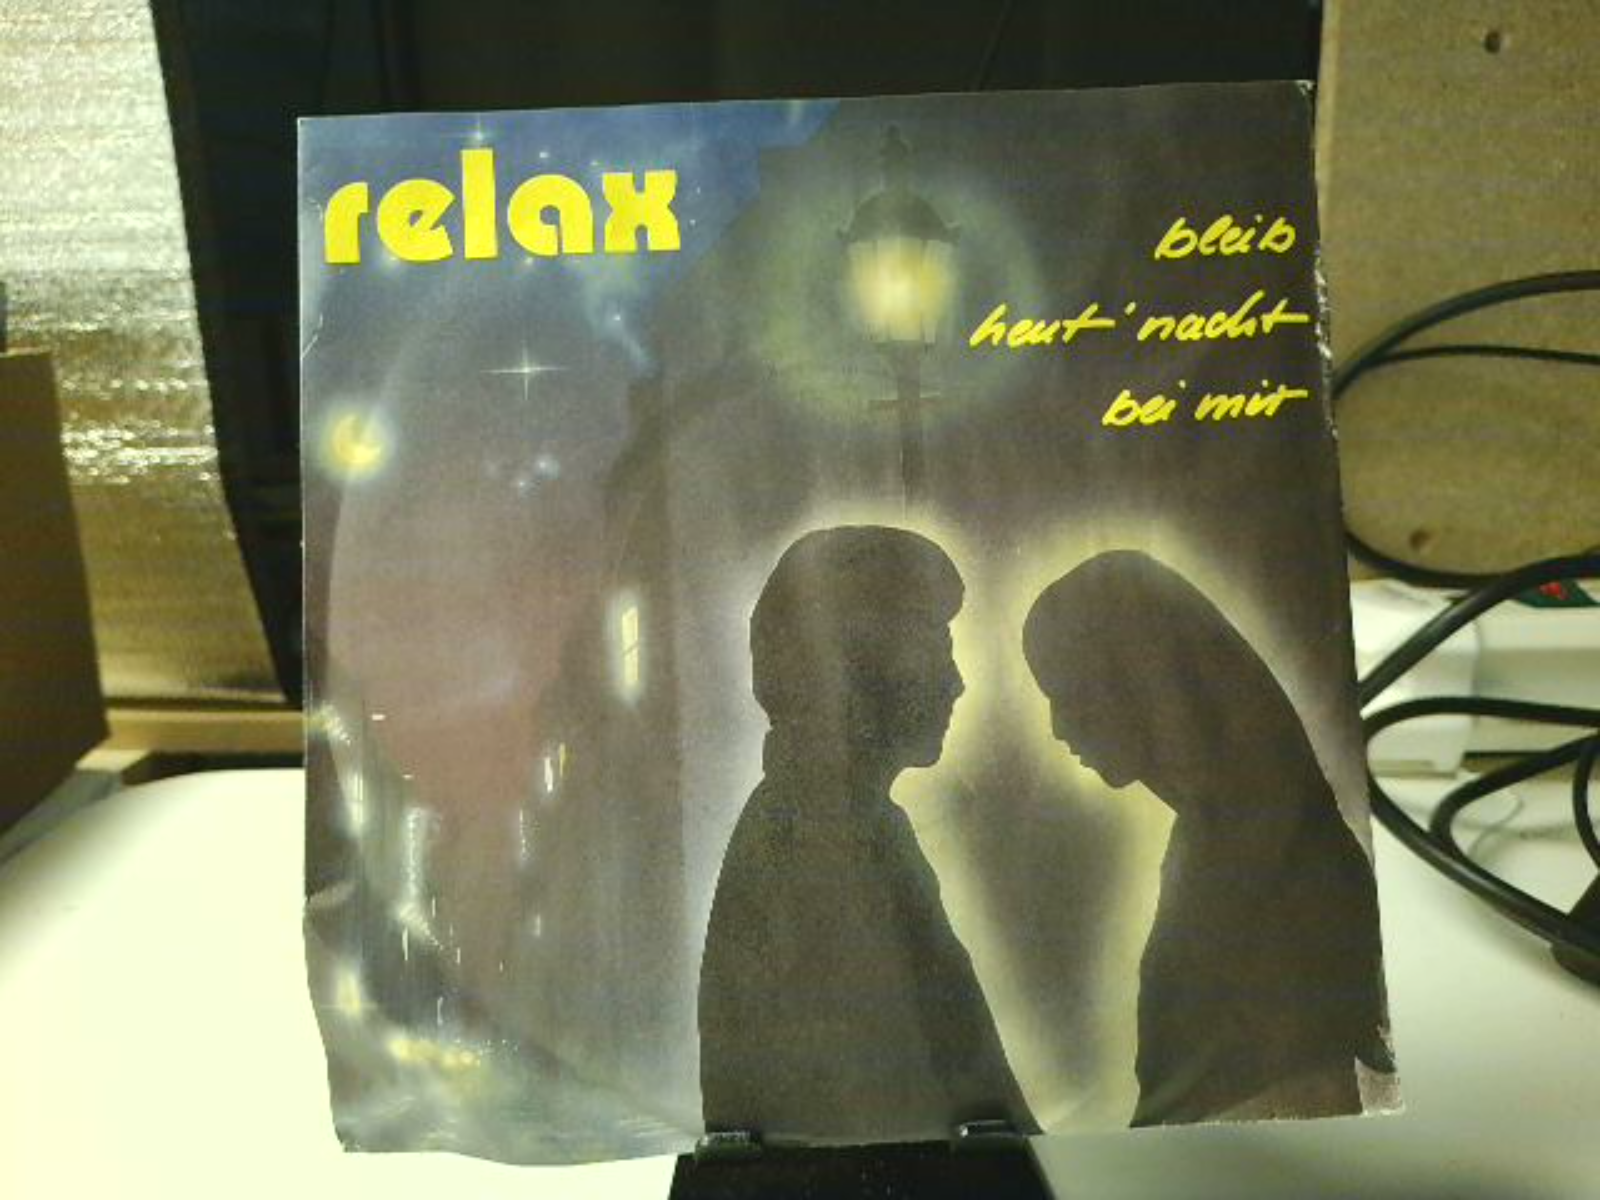 relax
bleib
heut' nacht
bei mir